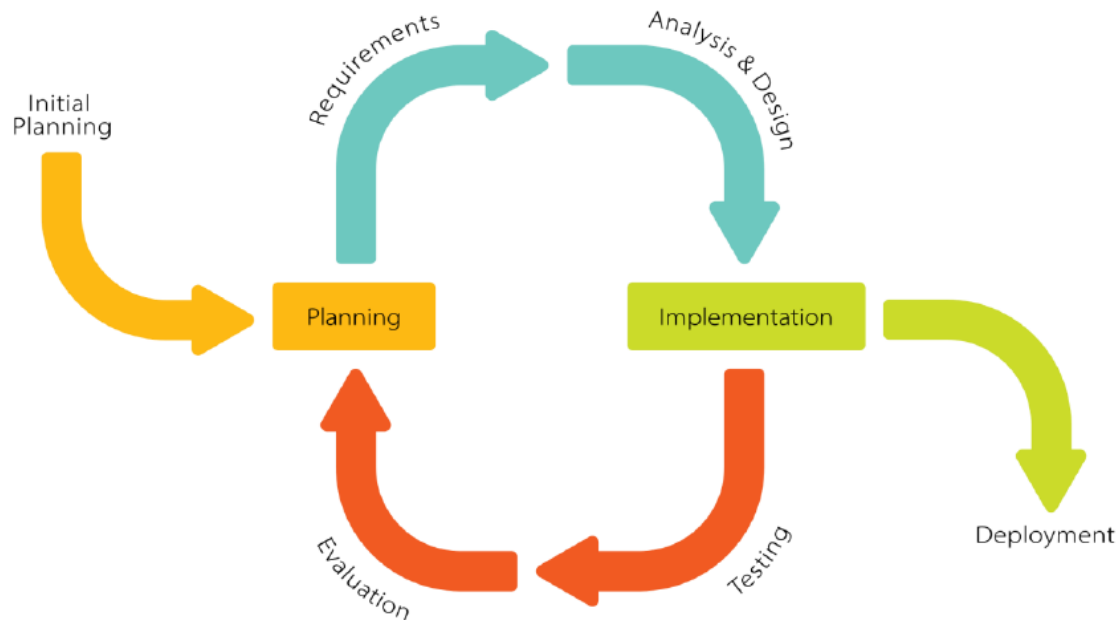 Initial
Planning
Requirements
Analysis & Design
Planning
Implementation
Evaluation
Testing
Deployment